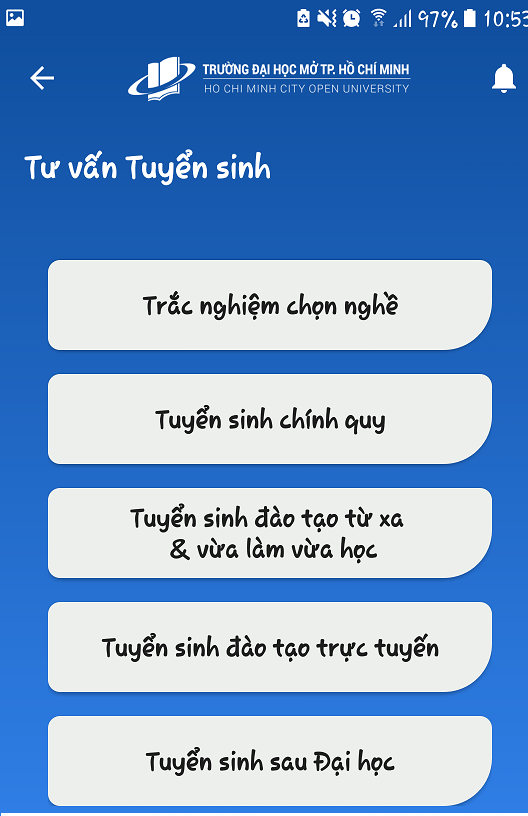 97% 10:53
TRƯỜNG ĐẠI HỌC MỞ TP. HỒ CHÍ MINH
HO CHI MINH CITY OPEN UNIVERSITY
Tư vấn Tuyển sinh
Trắc nghiệm chọn nghề
Tuyển sinh chính quy
Tuyển sinh đào tạo từ xa
& vừa làm vừa học
Tuyển sinh đào tạo trực tuyến
Tuyển sinh sau Đại học